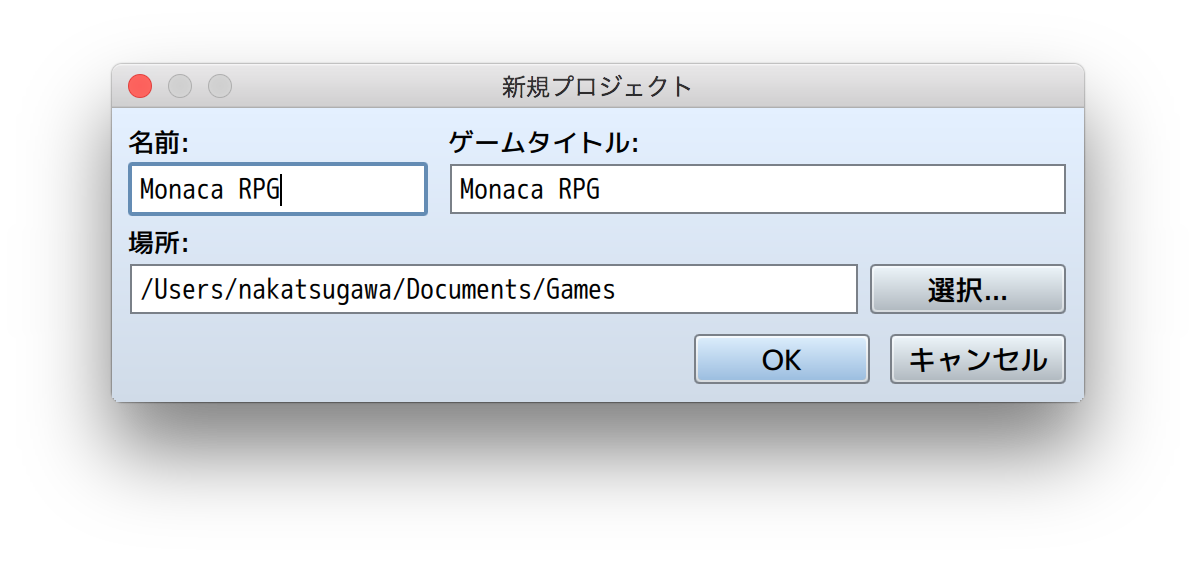 新規プロジェクト
名前: ゲームタイトル:
Monaca RPG Monaca RPG
場所:
/Users/nakatsugawa/Documents/Games 選択...
OK キャンセル